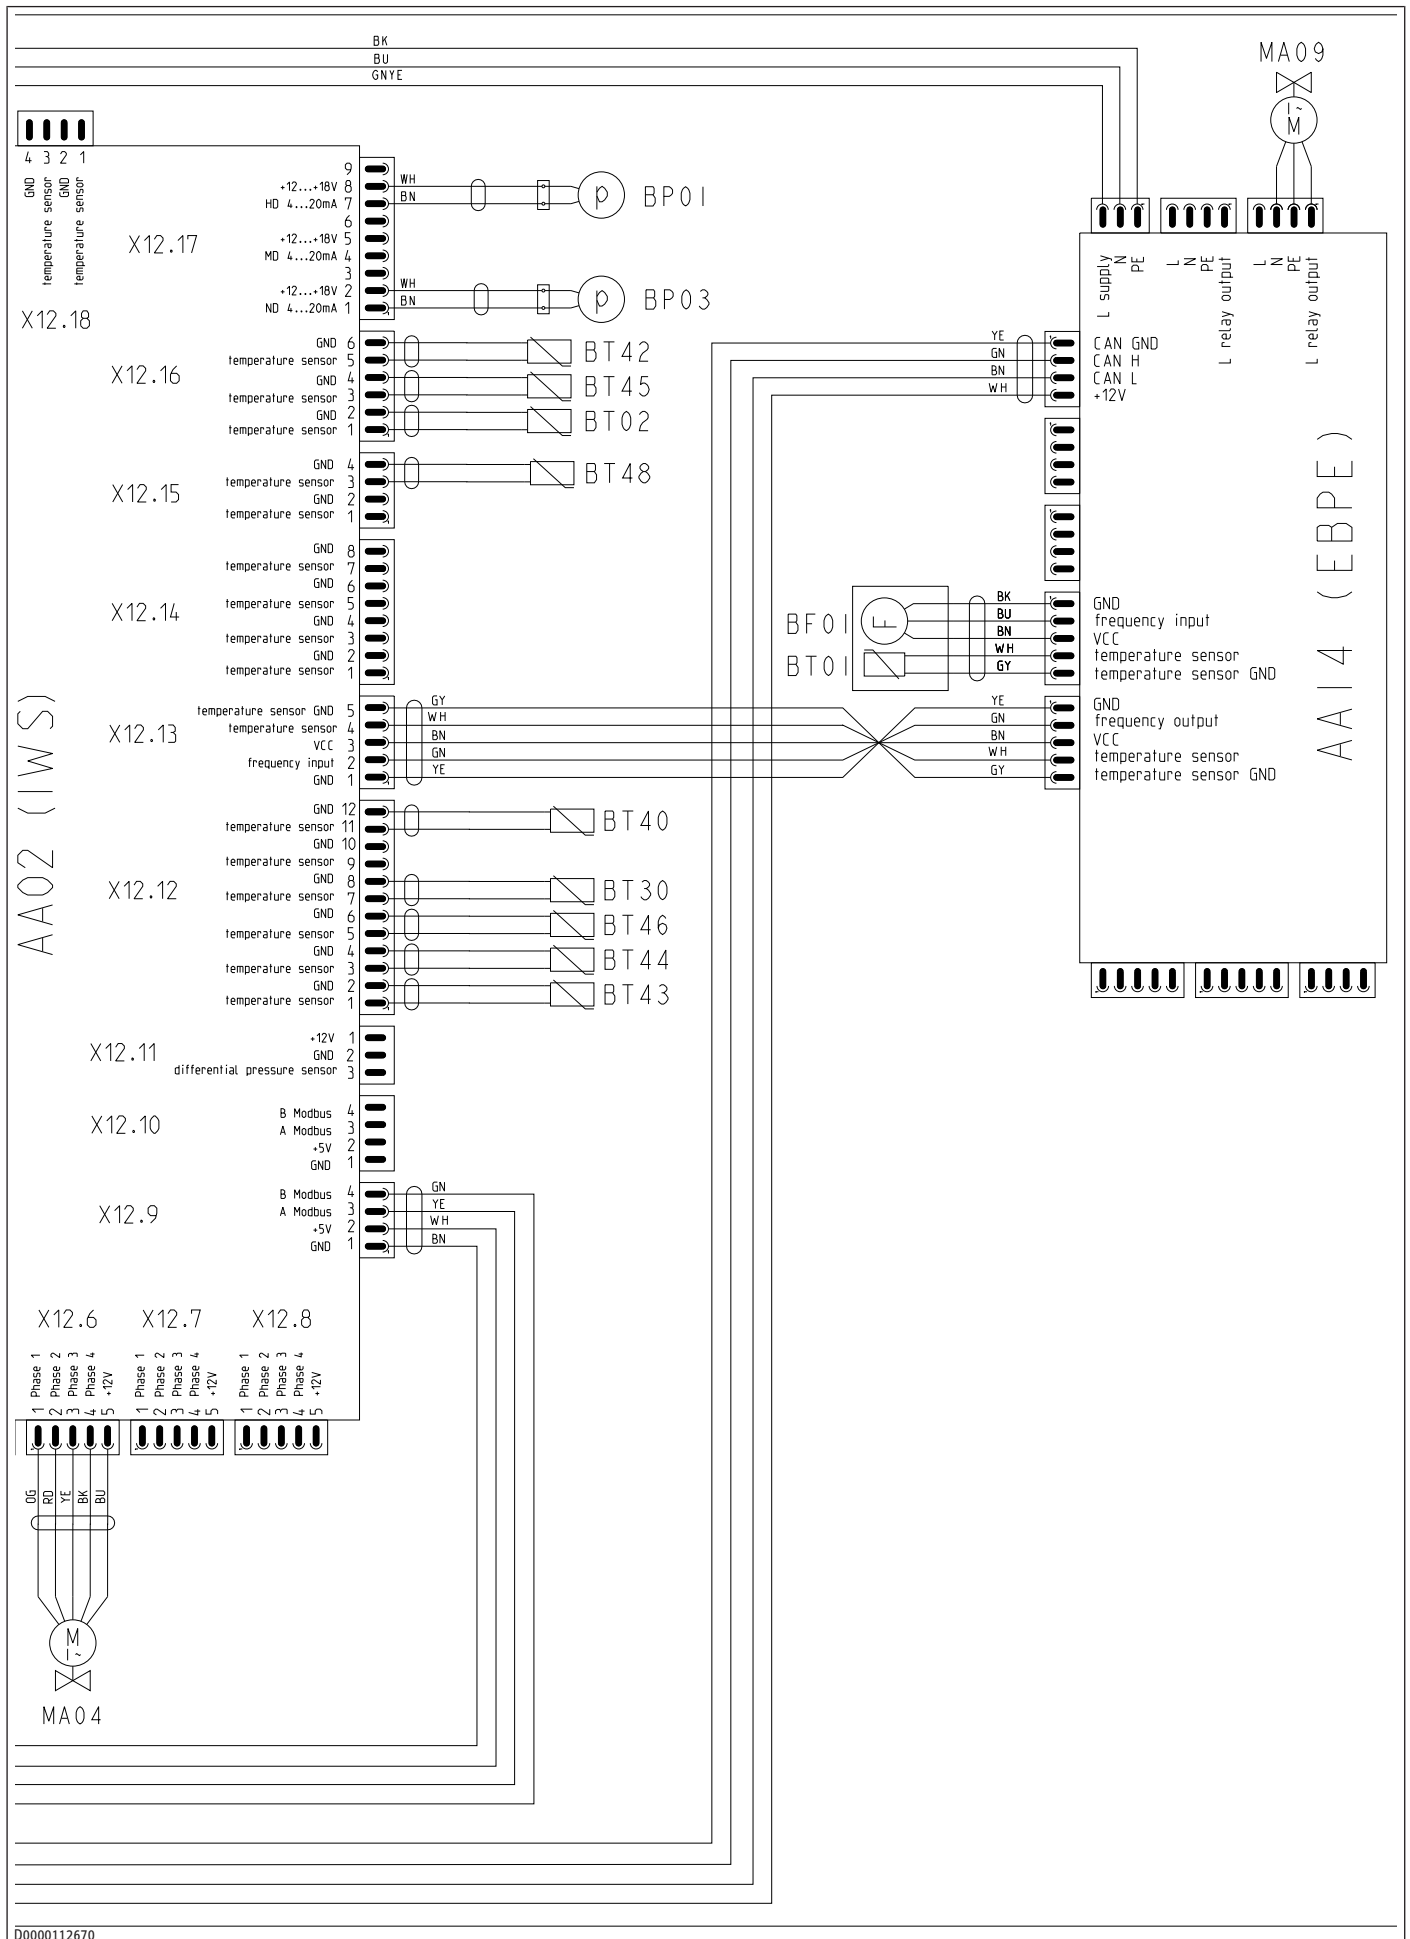 BK
BU
GNYE
MA09
1~
M
4 3 2 1
GND
temperature sensor
GND
temperature sensor
X12.18
X12.17
9
+12...+18V 8 WH
HD 4...20mA 7 BN
p BP01
6
+12...+18V 5
MD 4...20mA 4
3
+12...+18V 2 WH
ND 4...20mA 1 BN
p BP03
L supply
N
PE
L
N
PE
L relay output
L
N
PE
L relay output
X12.16
GND 6
temperature sensor 5
BT42
GND 4
temperature sensor 3
BT45
GND 2
temperature sensor 1
BT02
YE CAN GND
GN CAN H
BN CAN L
WH +12V
X12.15
GND 4
temperature sensor 3
BT48
GND 2
temperature sensor 1
AA14 (EBPE)
X12.14
GND 8
temperature sensor 7
GND 6
temperature sensor 5
GND 4
temperature sensor 3
GND 2
temperature sensor 1
BF01 F
BT01
BK GND
BU frequency input
BN VCC
WH temperature sensor
GY temperature sensor GND
AA02 (IWS)
X12.13
temperature sensor GND 5 GY
temperature sensor 4 WH
VCC 3 BN
frequency input 2 GN
GND 1 YE
YE GND
GN frequency output
BN VCC
WH temperature sensor
GY temperature sensor GND
X12.12
GND 12
temperature sensor 11
BT40
GND 10
temperature sensor 9
GND 8
temperature sensor 7
BT30
GND 6
temperature sensor 5
BT46
GND 4
temperature sensor 3
BT44
GND 2
temperature sensor 1
BT43
X12.11
+12V 1
GND 2
differential pressure sensor 3
X12.10
B Modbus 4
A Modbus 3
+5V 2
GND 1
X12.9
B Modbus 4 GN
A Modbus 3 YE
+5V 2 WH
GND 1 BN
X12.6 X12.7 X12.8
1 Phase 1
2 Phase 2
3 Phase 3
4 Phase 4
5 +12V
1 Phase 1
2 Phase 2
3 Phase 3
4 Phase 4
5 +12V
1 Phase 1
2 Phase 2
3 Phase 3
4 Phase 4
5 +12V
OG
RD
YE
BK
BU
M
1~
MA04
D0000112670